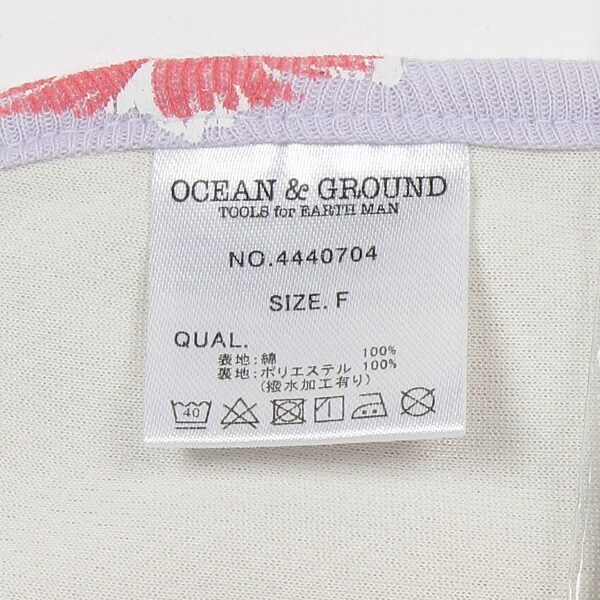 OCEAN & GROUND
TOOLS for EARTH MAN
NO.4440704
SIZE. F
QUAL.
表地:綿 100%
裏地:ポリエステル 100%
(撥水加工有り)
40